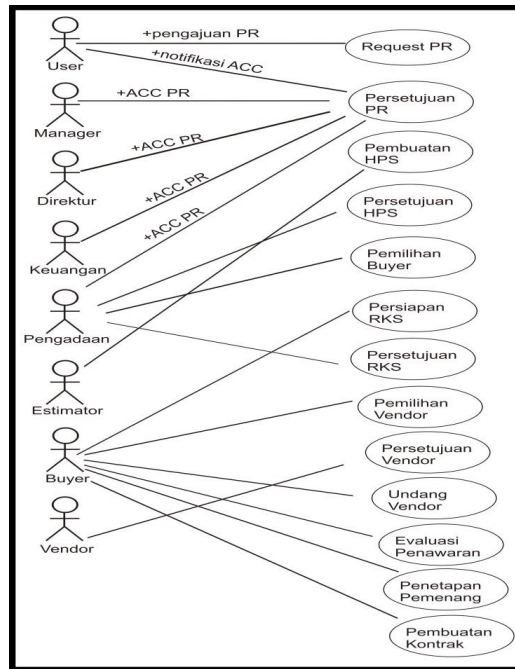 +pengajuan PR
Request PR
User
+notifikasi ACC
+ACC PR
Persetujuan
PR
Manager
+ACC PR
Pembuatan
HPS
Direktur
+ACC PR
Persetujuan
HPS
+ACC PR
Keuangan
Pemilihan
Buyer
Pengadaan
Persiapan
RKS
Persetujuan
RKS
Estimator
Pemilihan
Vendor
Buyer
Persetujuan
Vendor
Undang
Vendor
Vendor
Evaluasi
Penawaran
Penetapan
Pemenang
Pembuatan
Kontrak